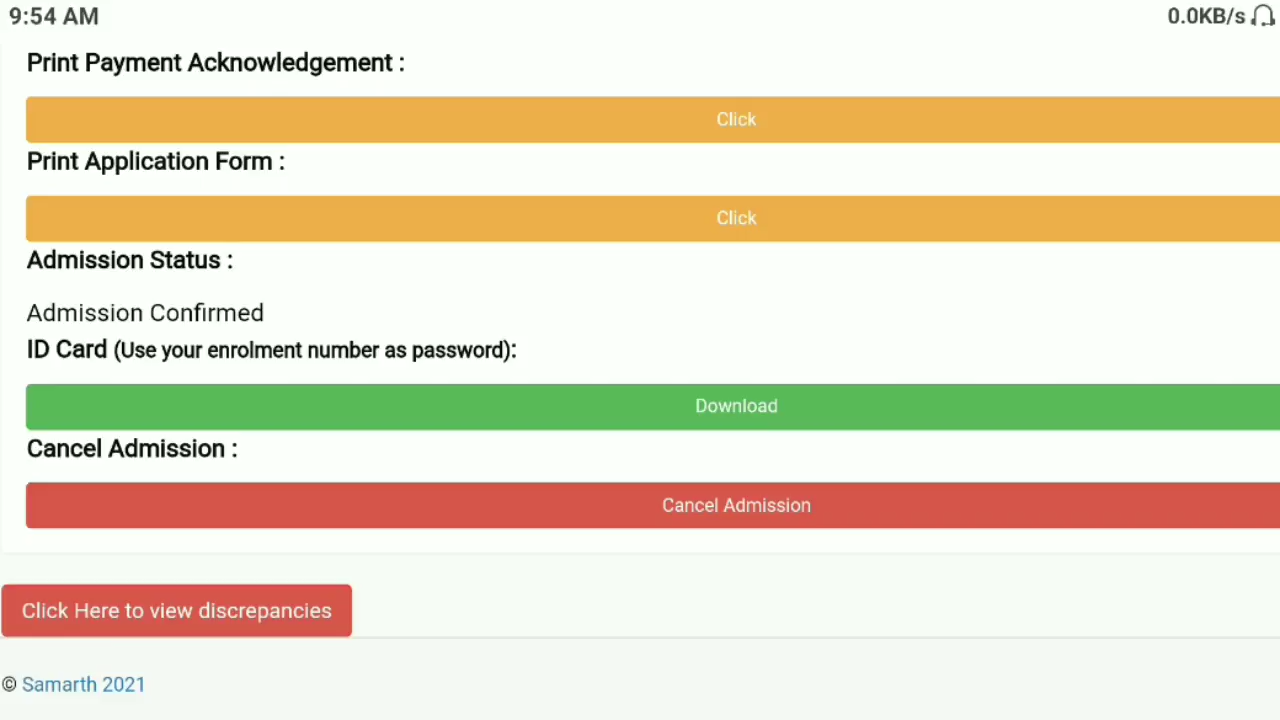 9:54 AM 0.0KB/s
Print Payment Acknowledgement :
Click
Print Application Form :
Click
Admission Status :
Admission Confirmed
ID Card (Use your enrolment number as password):
Download
Cancel Admission :
Cancel Admission
Click Here to view discrepancies
© Samarth 2021